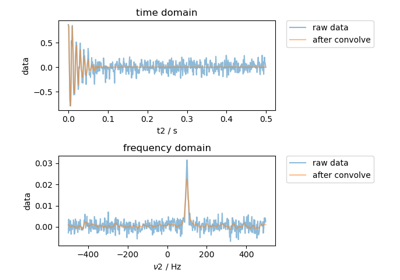 time domain
raw data
after convolve
data
0.5
0.0
−0.5
0.0 0.1 0.2 0.3 0.4 0.5
t2 / s
frequency domain
raw data
after convolve
data
0.03
0.02
0.01
0.00
−400 −200 0 200 400
ν2 / Hz